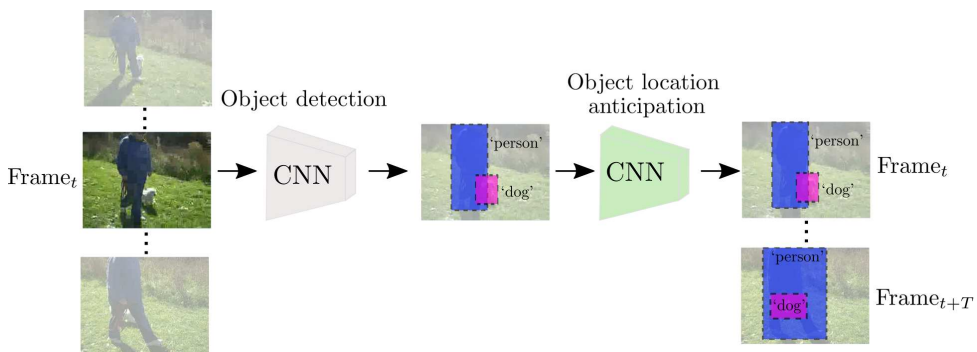 Object detection
Object location
anticipation
Frame_t
CNN
'person'
'dog'
CNN
'person'
'dog'
Frame_t
'person'
'dog'
Frame_{t+T}